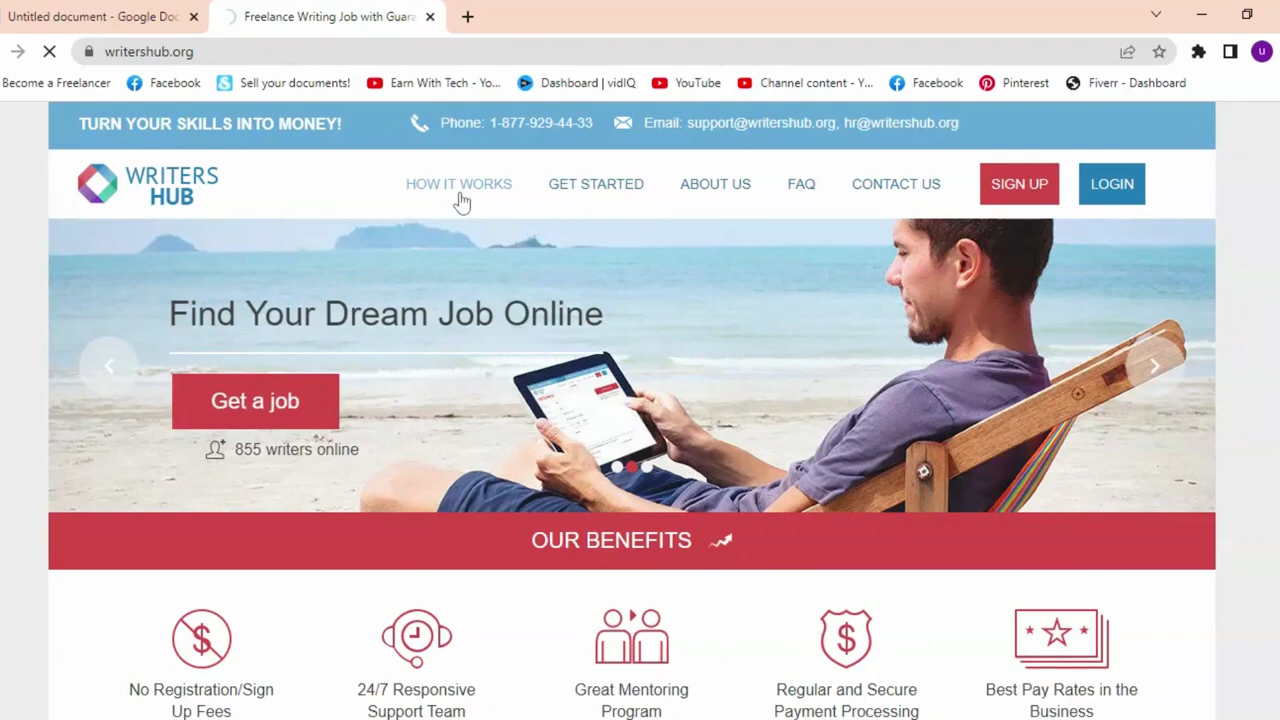 Untitled document - Google Doc
Freelance Writing Job with Guara
writershub.org
u
Become a Freelancer
Facebook
Sell your documents!
Earn With Tech - Yo...
Dashboard | vidIQ
YouTube
Channel content - Y...
Facebook
Pinterest
Fiverr - Dashboard
TURN YOUR SKILLS INTO MONEY!
Phone: 1-877-929-44-33
Email: support@writershub.org, hr@writershub.org
WRITERS
HUB
HOW IT WORKS
GET STARTED
ABOUT US
FAQ
CONTACT US
SIGN UP
LOGIN
Find Your Dream Job Online
Get a job
855 writers online
OUR BENEFITS
No Registration/Sign
Up Fees
24/7 Responsive
Support Team
Great Mentoring
Program
Regular and Secure
Payment Processing
Best Pay Rates in the
Business